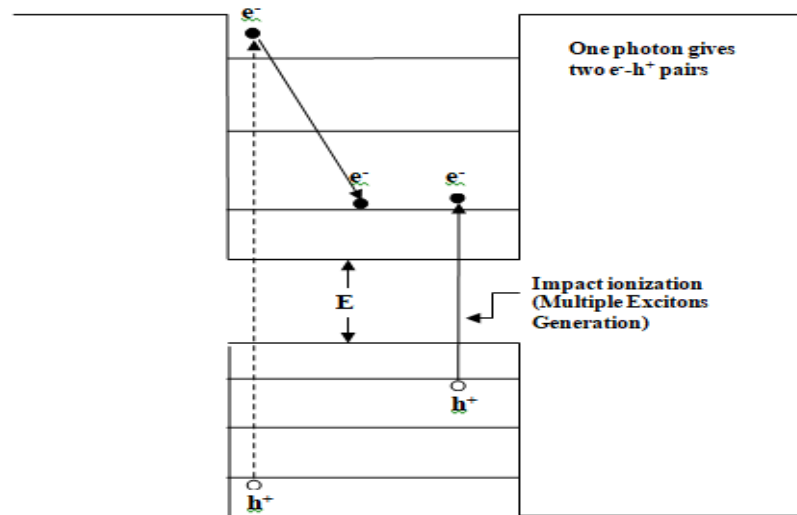 e⁻
One photon gives
two e⁻-h⁺ pairs
e⁻
e⁻
E
Impact ionization
(Multiple Excitons
Generation)
h⁺
h⁺